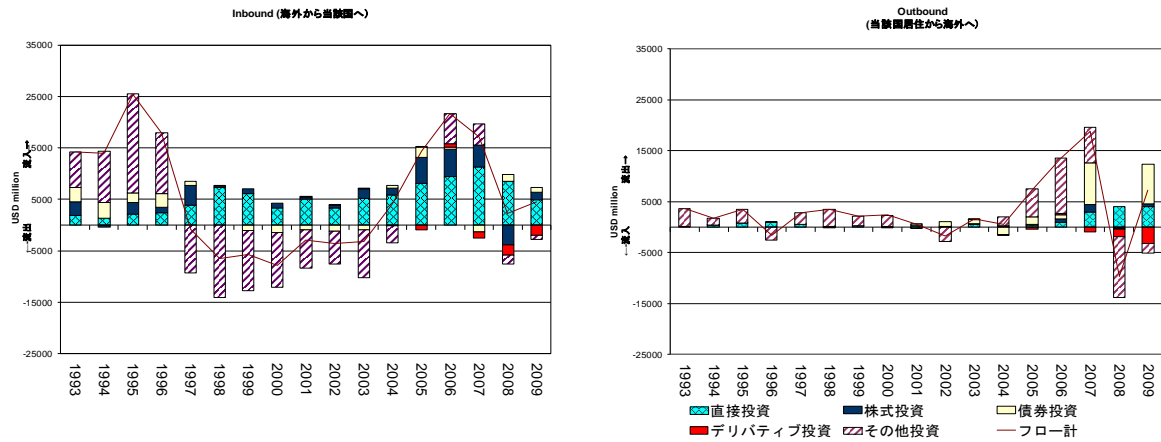 Inbound (海外から当該国へ)
35000
25000
15000
5000
-5000
-15000
-25000
←流出 USD million 流入→
1993 1994 1995 1996 1997 1998 1999 2000 2001 2002 2003 2004 2005 2006 2007 2008 2009
Outbound
(当該国居住から海外へ)
35000
25000
15000
5000
-5000
-15000
-25000
←流入 USD million 流出→
1993 1994 1995 1996 1997 1998 1999 2000 2001 2002 2003 2004 2005 2006 2007 2008 2009
直接投資 株式投資 債券投資
デリバティブ投資 その他投資 フロー計